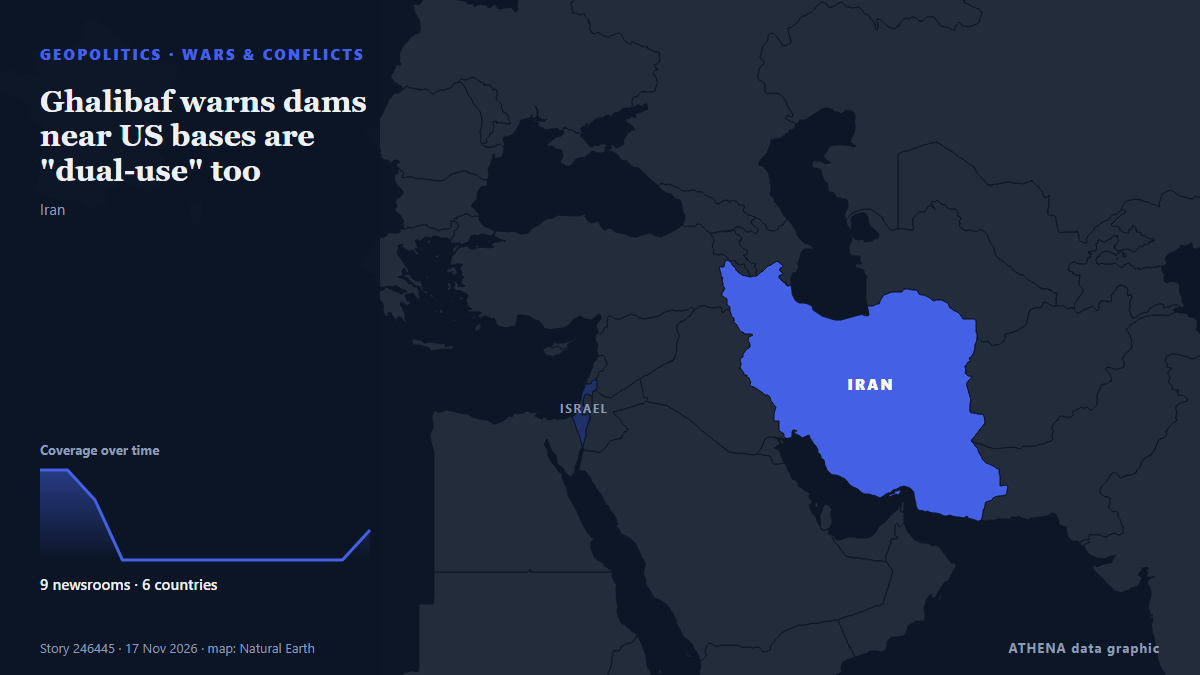 GEOPOLITICS · WARS & CONFLICTS
Ghalibaf warns dams
near US bases are
"dual-use" too
Iran
IRAN
ISRAEL
Coverage over time
9 newsrooms · 6 countries
Story 246445 · 17 Nov 2026 · map: Natural Earth
ATHENA data graphic